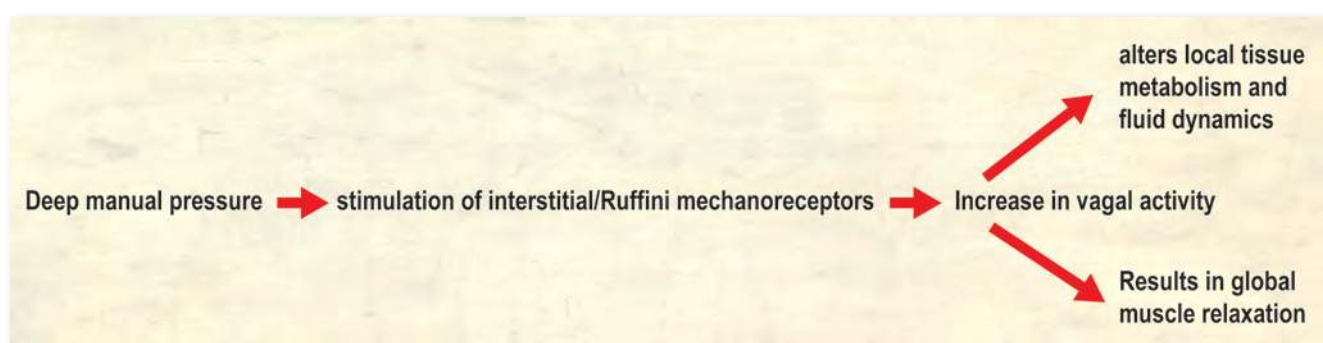 Deep manual pressure
stimulation of interstitial/Ruffini mechanoreceptors
Increase in vagal activity
alters local tissue
metabolism and
fluid dynamics
Results in global
muscle relaxation